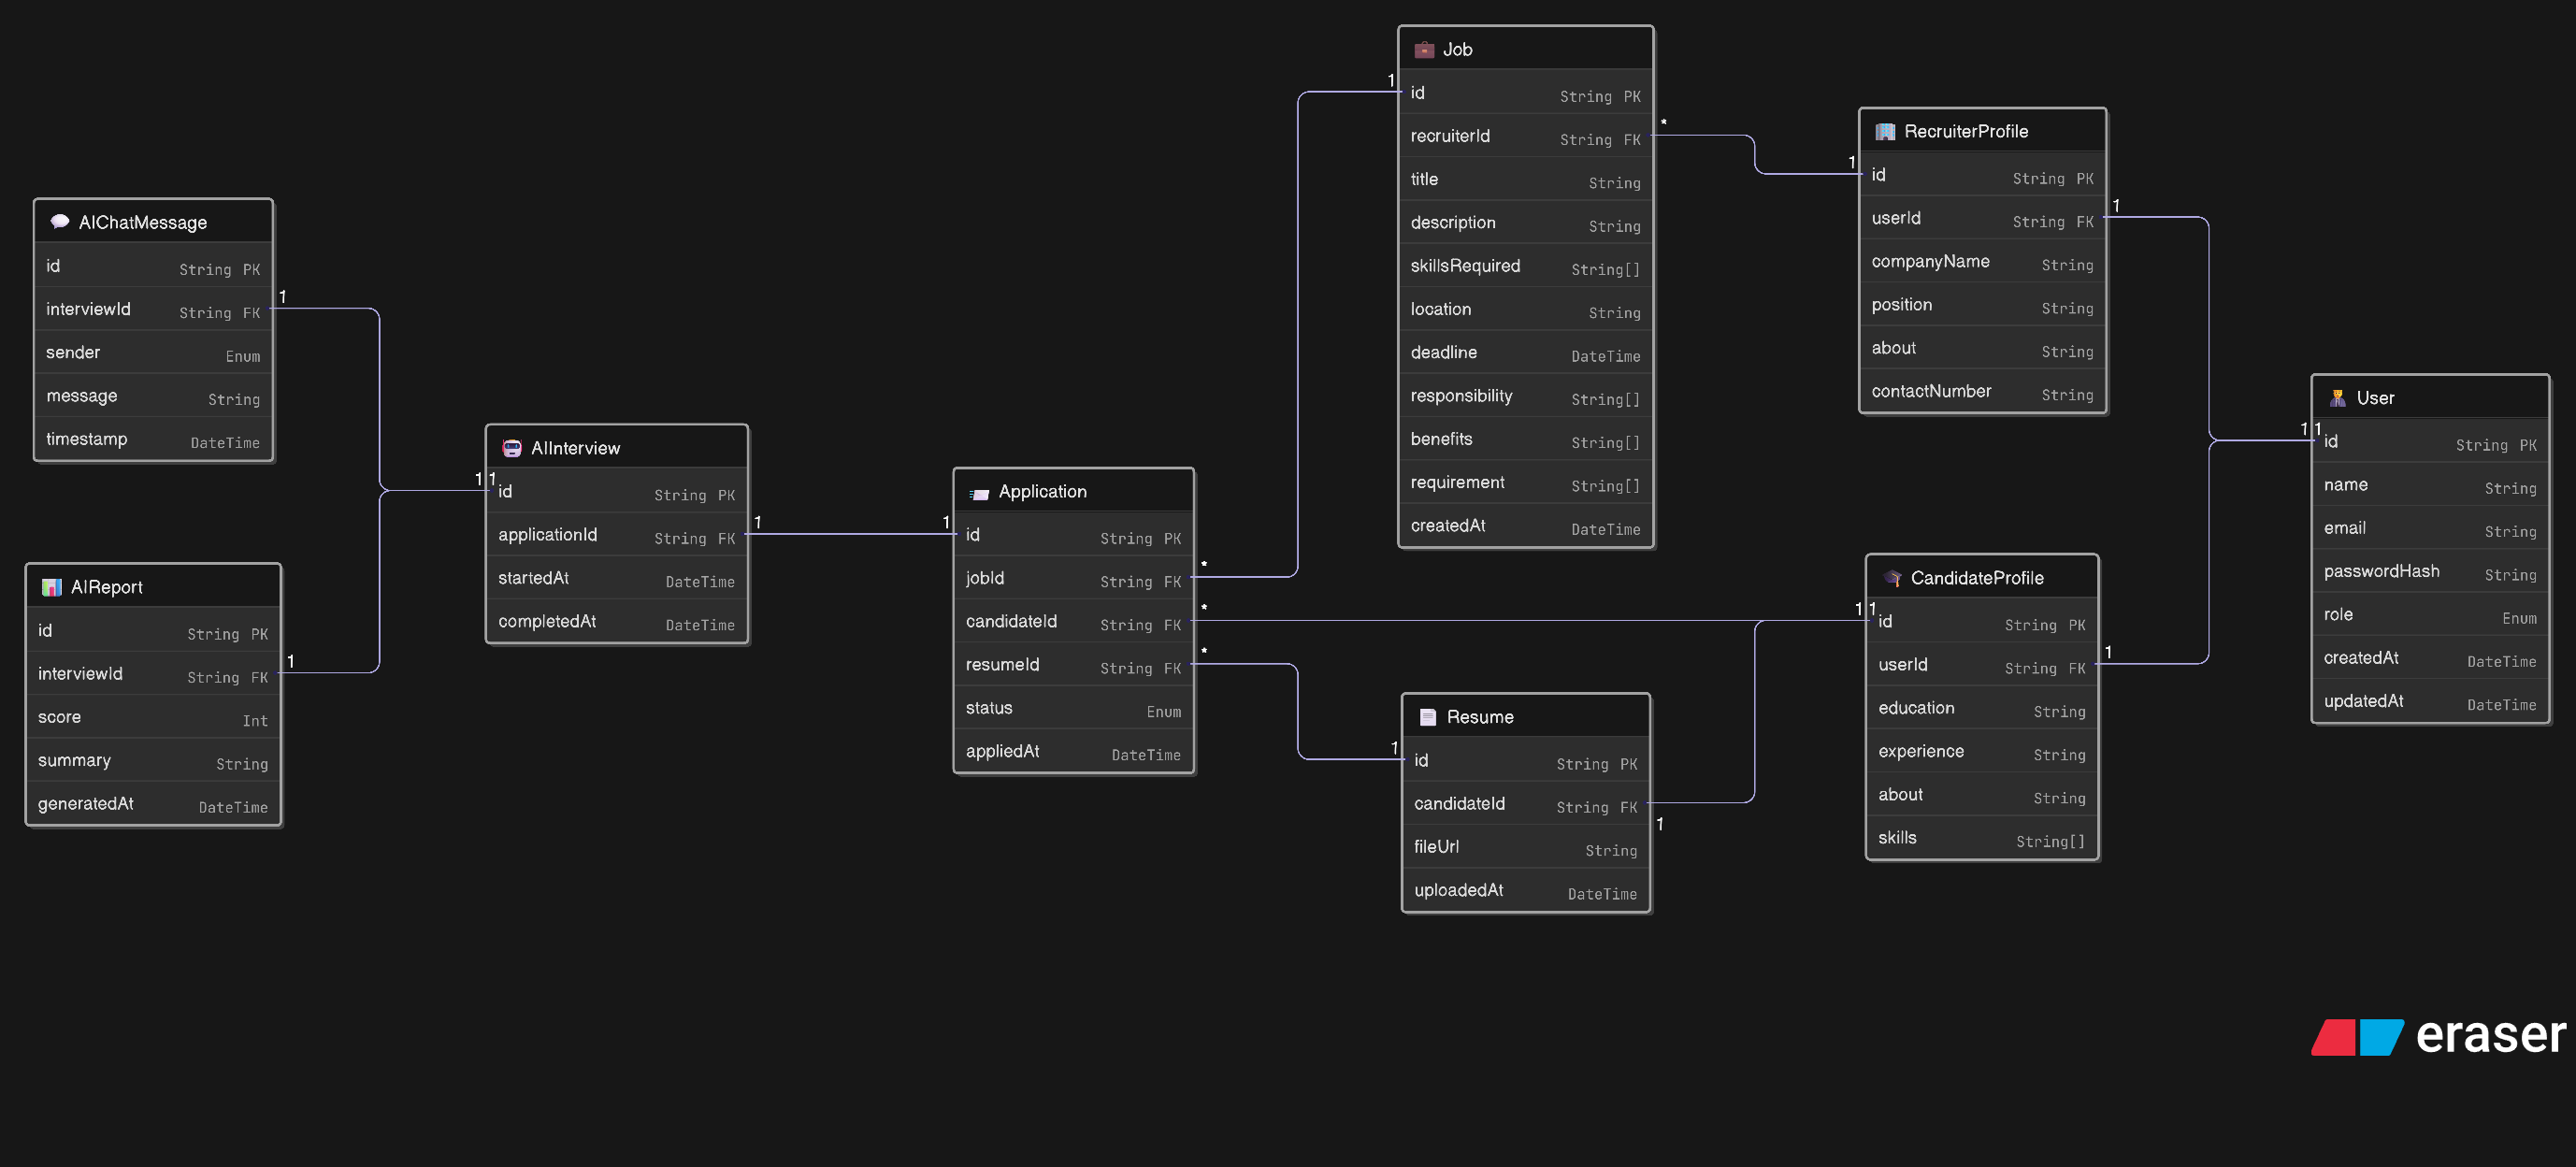 AIChatMessage
id String PK
interviewId String FK
sender Enum
message String
timestamp DateTime
1
AIReport
id String PK
interviewId String FK
score Int
summary String
generatedAt DateTime
1
AIInterview
1 1
id String PK
applicationId String FK
startedAt DateTime
completedAt DateTime
1
Application
1
id String PK
jobId String FK
candidateId String FK
resumeId String FK
status Enum
appliedAt DateTime
*
*
*
Job
1
id String PK
recruiterId String FK
title String
description String
skillsRequired String[]
location String
deadline DateTime
responsibility String[]
benefits String[]
requirement String[]
createdAt DateTime
*
Resume
1
id String PK
candidateId String FK
fileUrl String
uploadedAt DateTime
1
RecruiterProfile
1
id String PK
userId String FK
companyName String
position String
about String
contactNumber String
1
CandidateProfile
1 1
id String PK
userId String FK
education String
experience String
about String
skills String[]
1
User
1 1
id String PK
name String
email String
passwordHash String
role Enum
createdAt DateTime
updatedAt DateTime
eraser